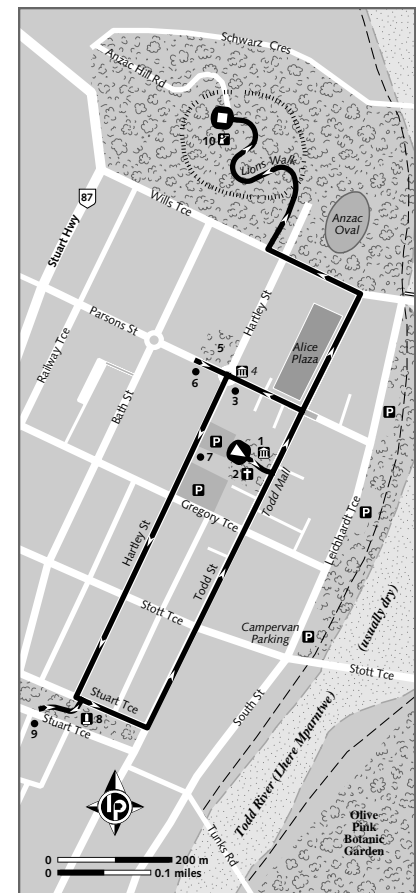 Schwarz Cres
Anzac Hill Rd
10
Lions Walk
Anzac
Oval
87
Wills Tce
Stuart Hwy
Parsons St
Hartley St
5
4
6
3
Alice
Plaza
Railway Tce
Bath St
P
P
1
7
2
P
Todd Mall
Gregory Tce
P
Leichhardt Tce
Hartley St
Todd St
Stott Tce
Campervan
Parking
P
(usually dry)
Stott Tce
Stuart Tce
8
Stuart Tce
9
South St
Todd River (Lhere Mparntwe)
lp
Tunks Rd
Olive
Pink
Botanic
Garden
0 200 m
0 0.1 miles